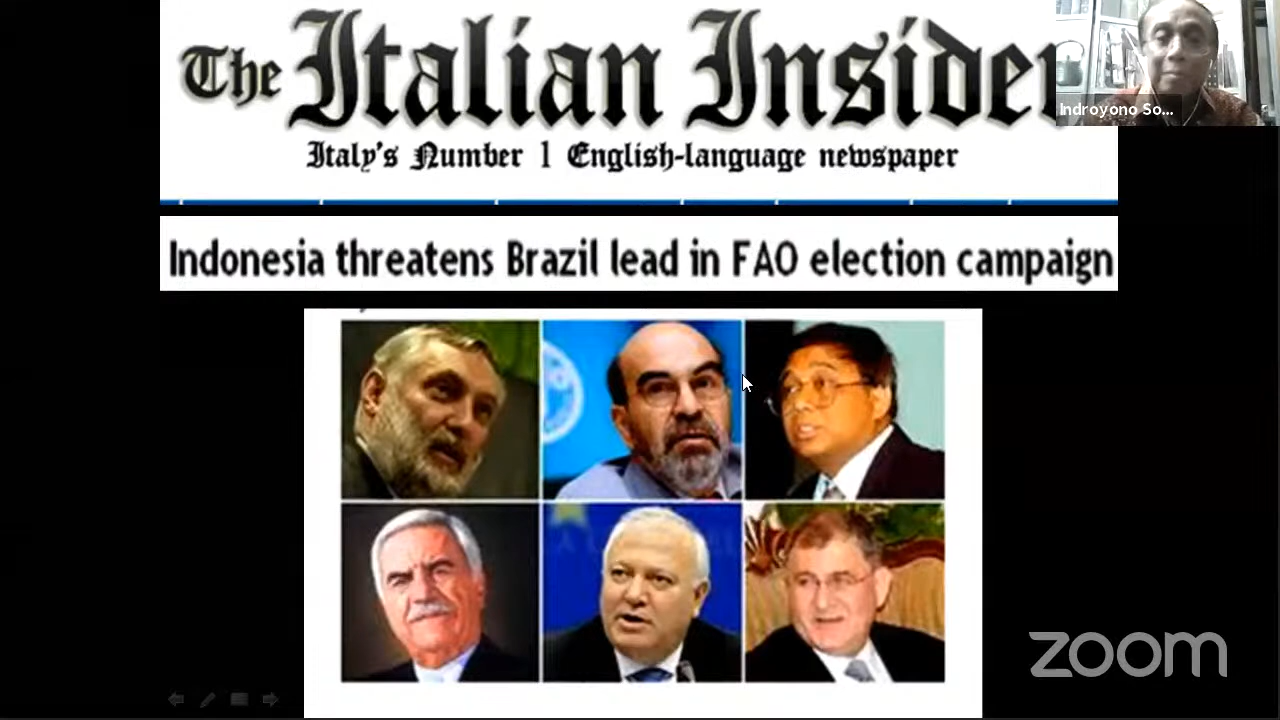 The Italian Insider
Italy's Number 1 English-language newspaper
Indroyono So...
Indonesia threatens Brazil lead in FAO election campaign
zoom